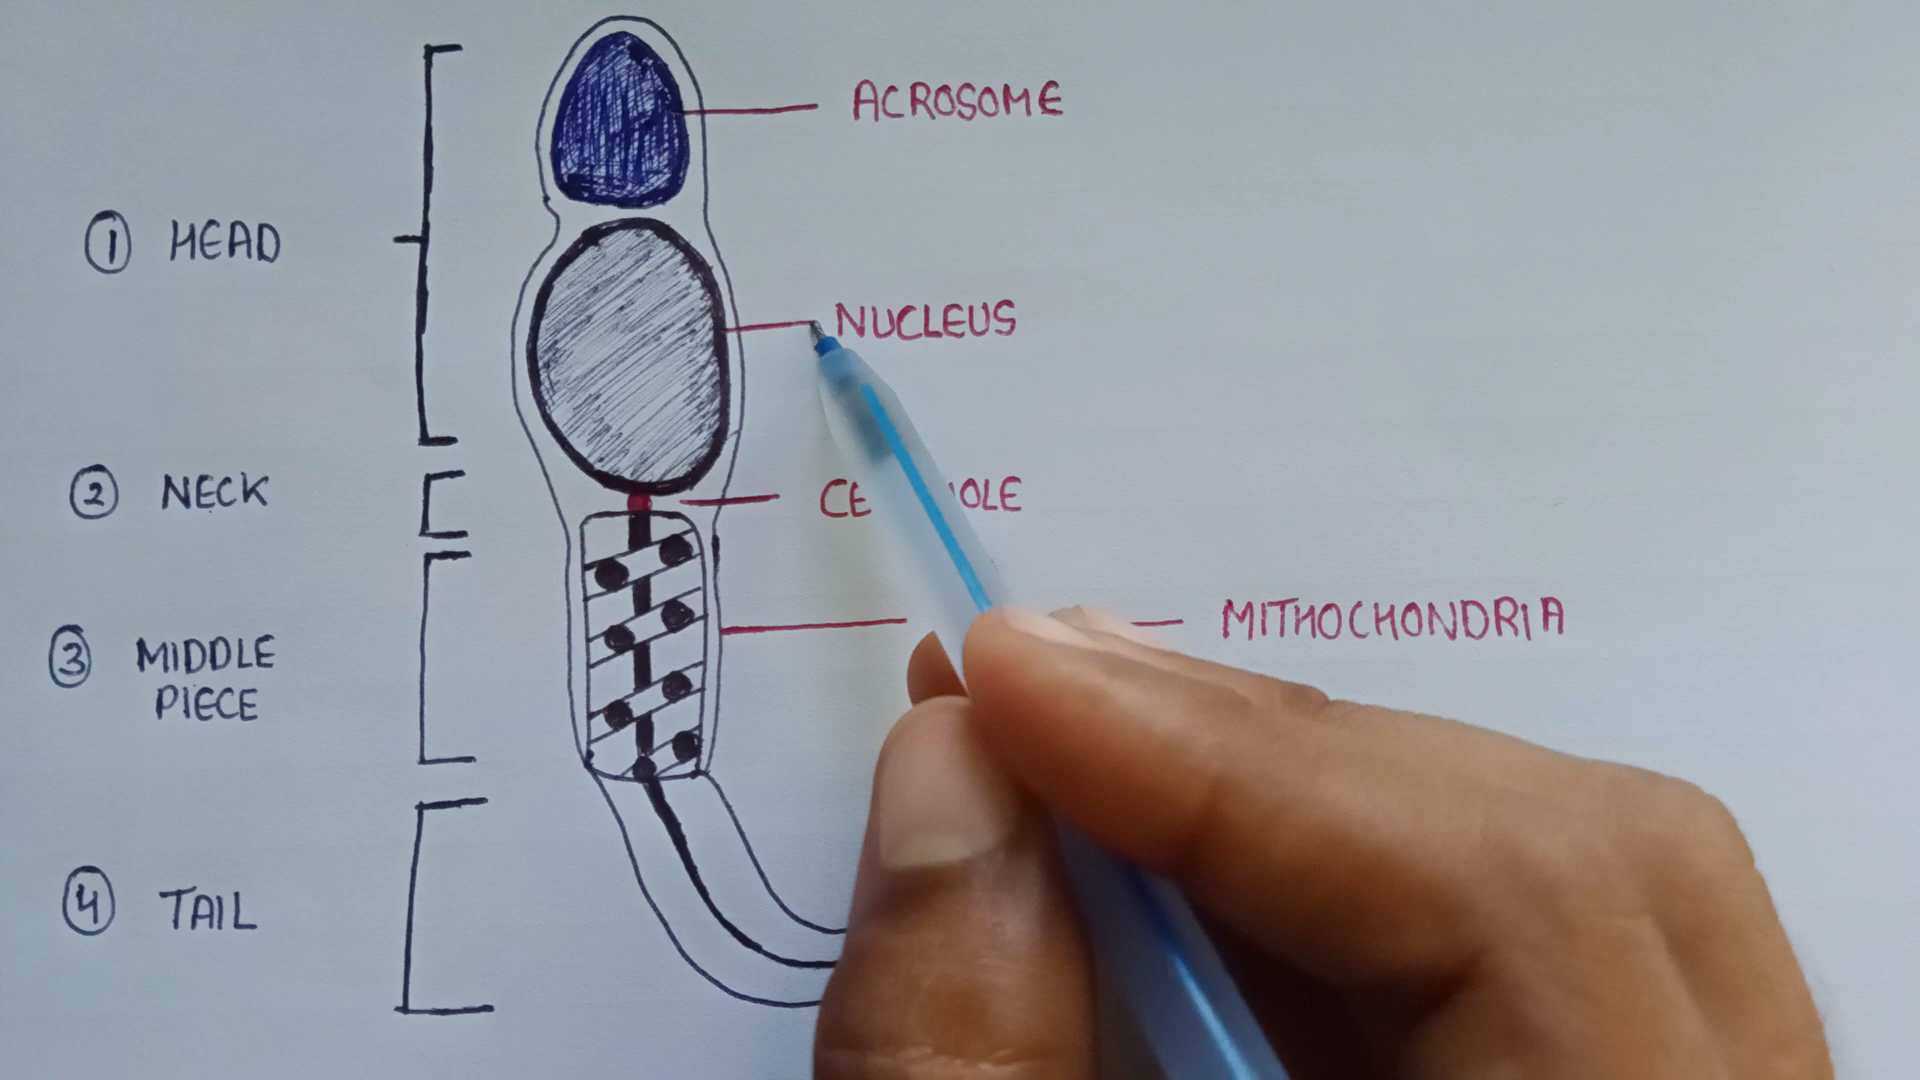 ACROSOME
① HEAD
NUCLEUS
② NECK
MITHOCHONDRIA
③ MIDDLE
PIECE
④ TAIL